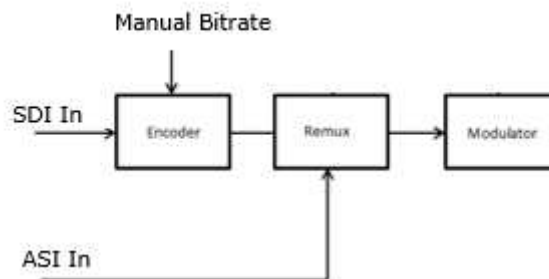 Manual Bitrate
SDI In
Encoder
Remux
Modulator
ASI In